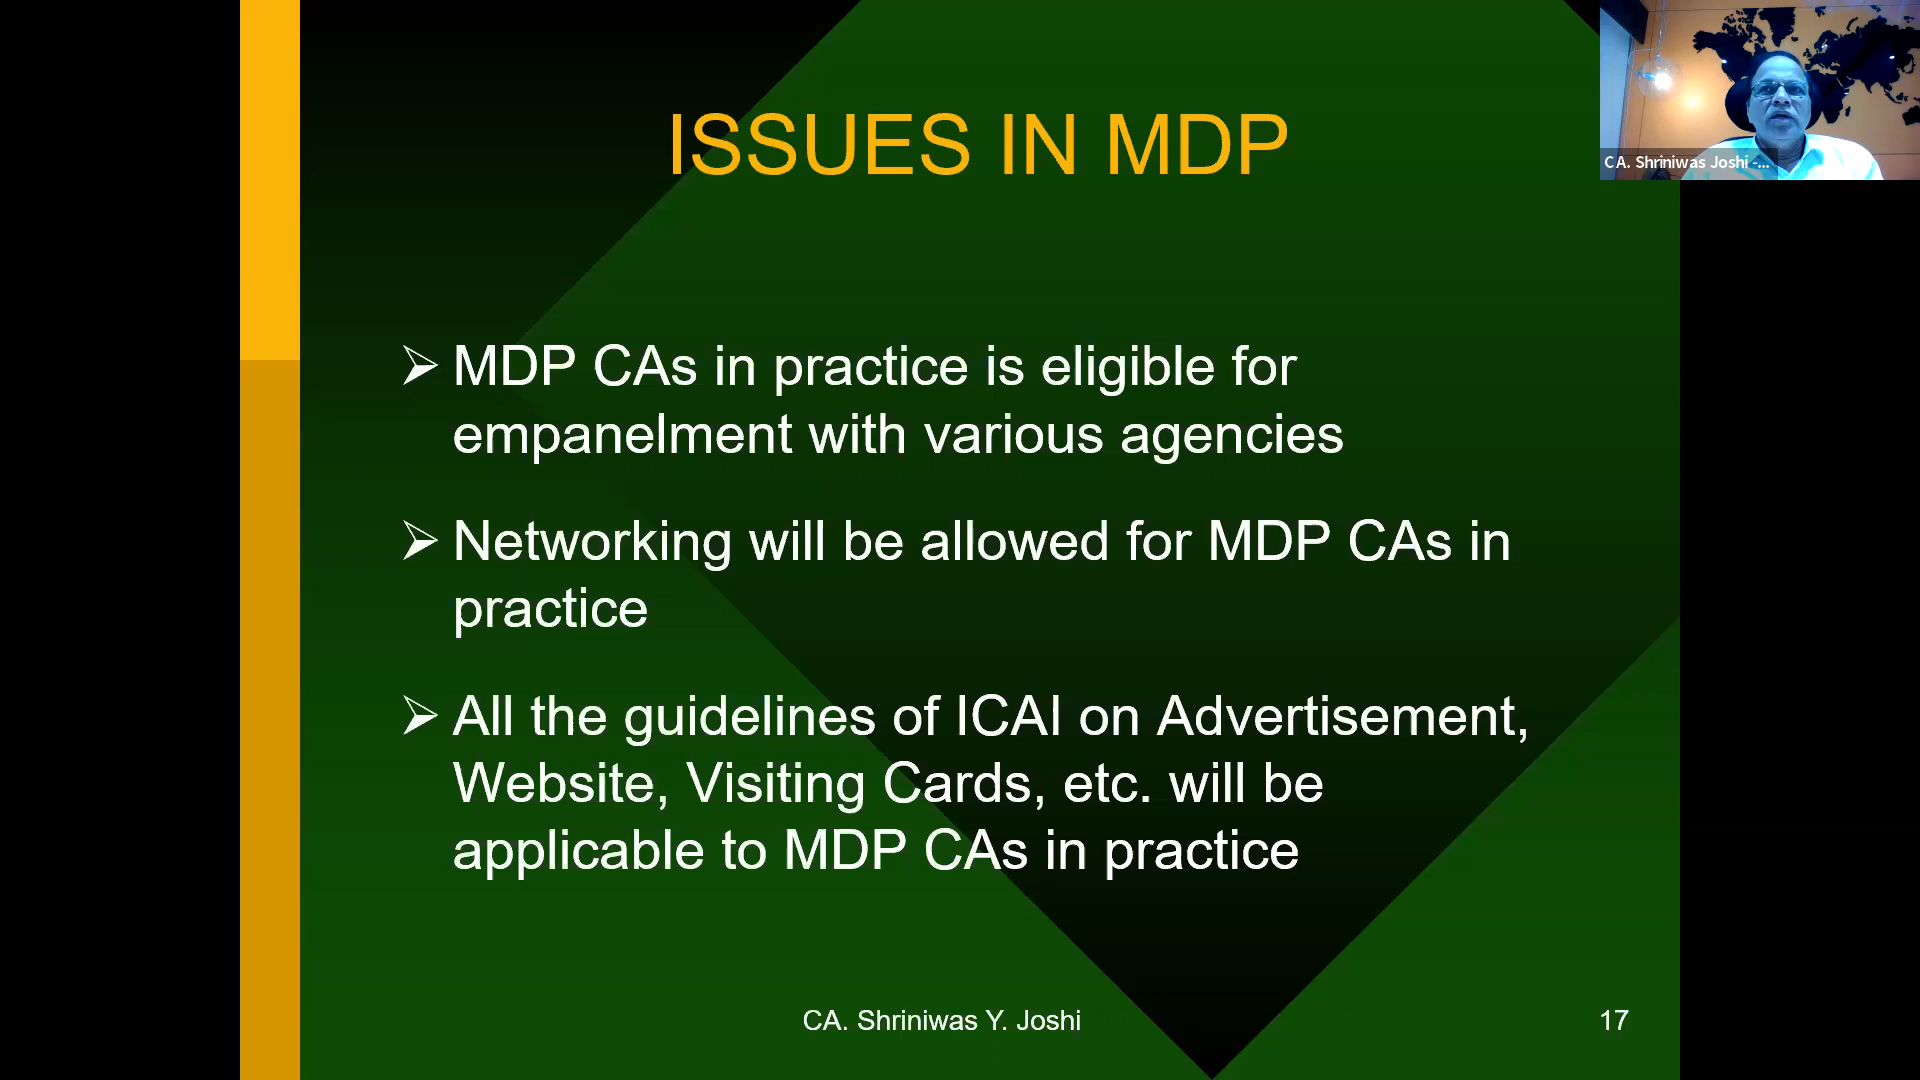 ISSUES IN MDP
CA. Shriniwas Joshi -...
➢ MDP CAs in practice is eligible for
empanelment with various agencies
➢ Networking will be allowed for MDP CAs in
practice
➢ All the guidelines of ICAI on Advertisement,
Website, Visiting Cards, etc. will be
applicable to MDP CAs in practice
CA. Shriniwas Y. Joshi
17